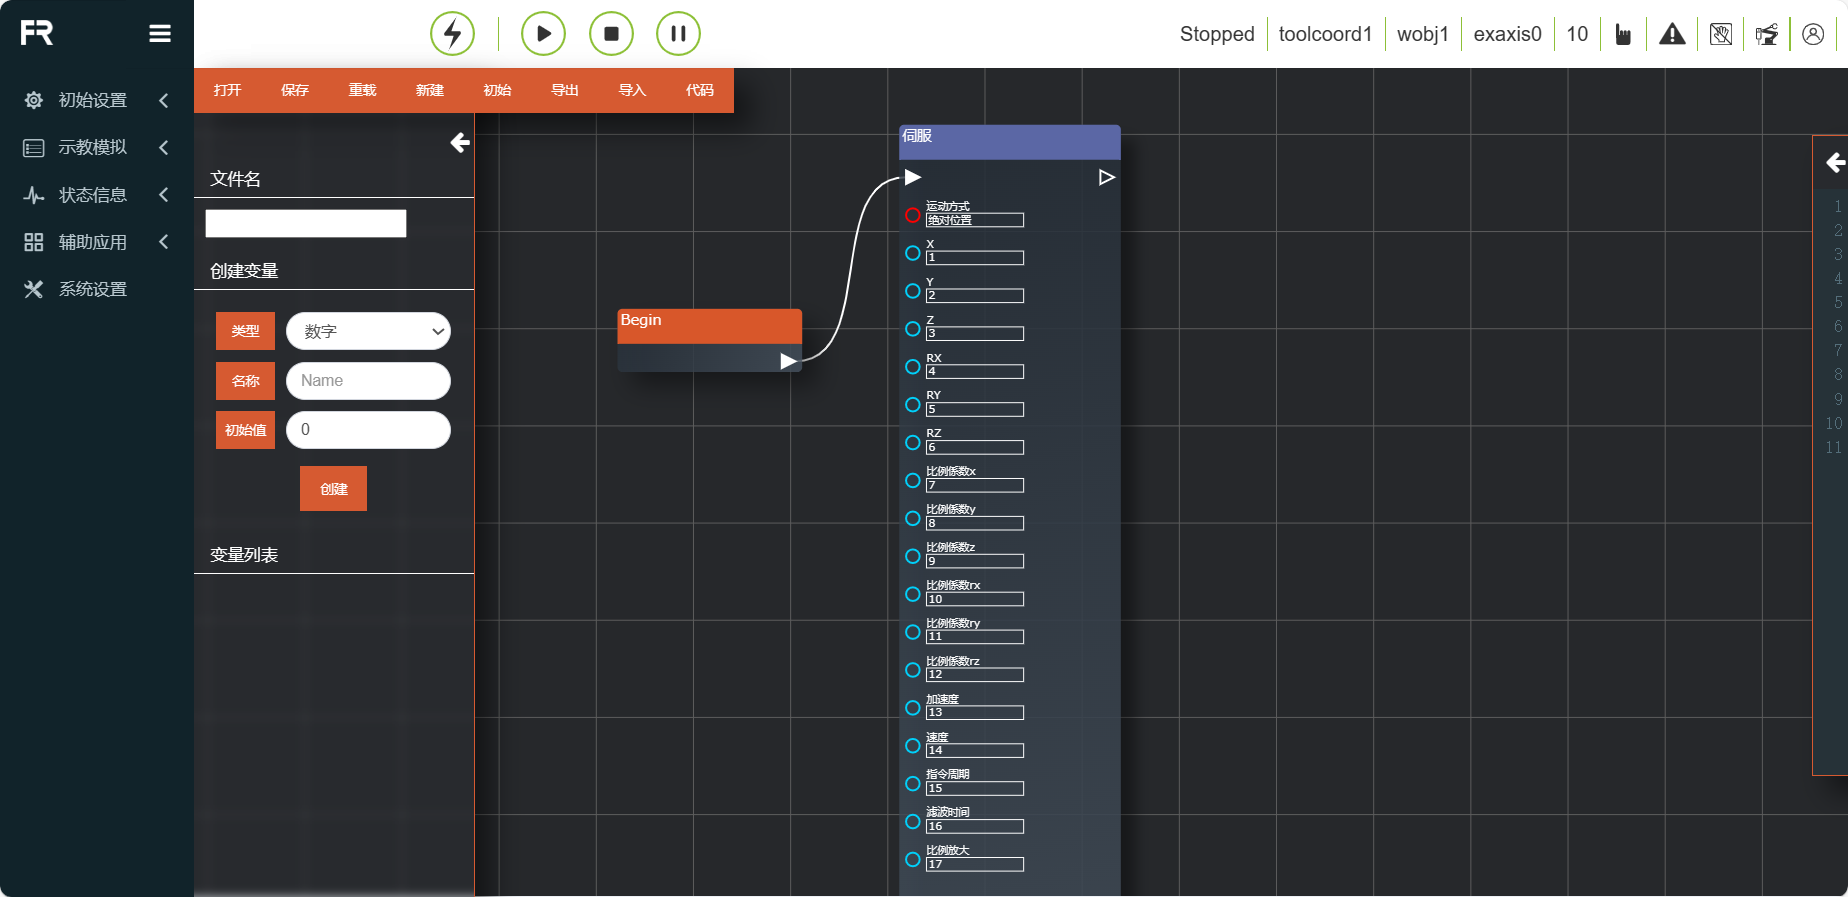 FR
Stopped
toolcoord1
wobj1
exaxis0
10
初始设置
示教模拟
状态信息
辅助应用
系统设置
打开 保存 重载 新建 初始 导出 导入 代码
文件名
创建变量
类型 数字
名称 Name
初始值 0
创建
变量列表
Begin
伺服
运动方式
绝对位置
X
1
Y
2
Z
3
RX
4
RY
5
RZ
6
比例係数x
7
比例係数y
8
比例係数z
9
比例係数rx
10
比例係数ry
11
比例係数rz
12
加速度
13
速度
14
指令周期
15
滤波时间
16
比例放大
17
1
2
3
4
5
6
7
8
9
10
11